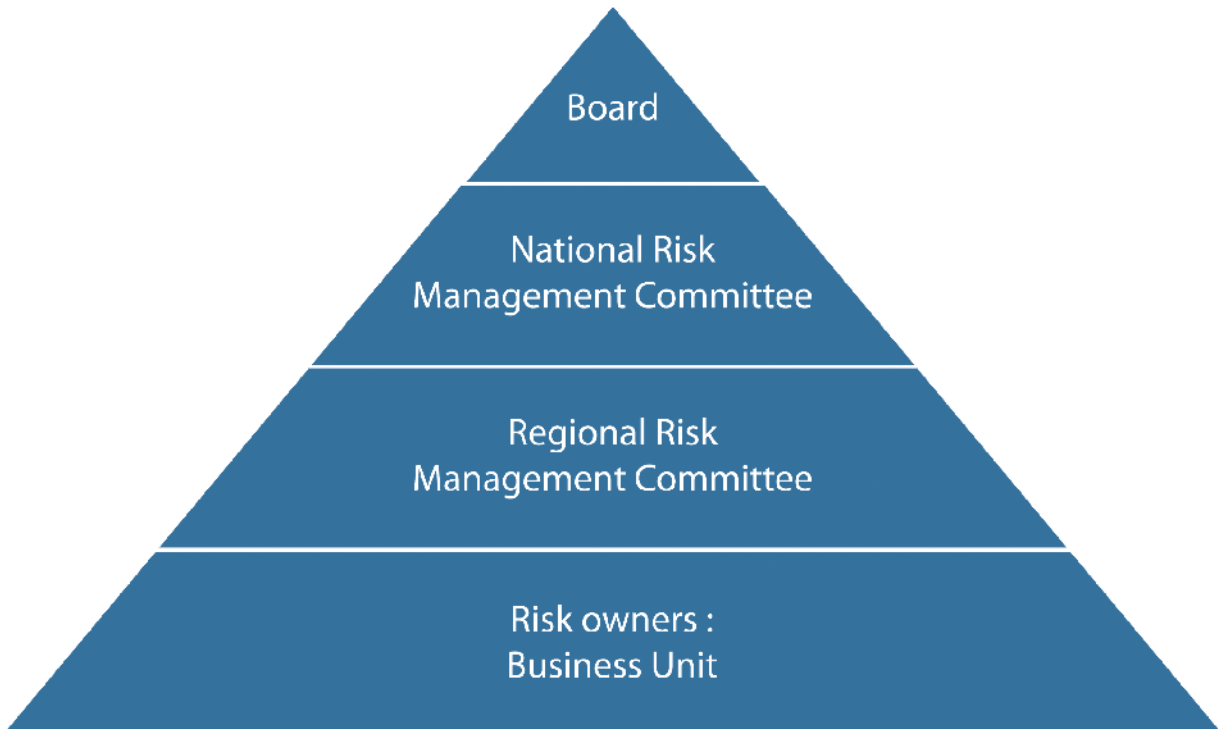 Board
National Risk
Management Committee
Regional Risk
Management Committee
Risk owners :
Business Unit